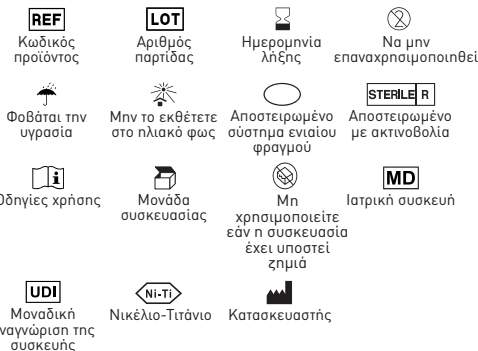 REF
LOT
2
Κωδικός
προϊόντος
Αριθμός
παρτίδας
Ημερομηνία
λήξης
Να μην
επαναχρησιμοποιηθεί
STERILE R
Φοβάται την
υγρασία
Μην το εκθέτετε
στο ηλιακό φως
Αποστειρωμένο
σύστημα ενιαίου
φραγμού
Αποστειρωμένο
με ακτινοβολία
i
MD
Οδηγίες χρήσης
Μονάδα
συσκευασίας
Μη
χρησιμοποιείτε
εάν η συσκευασία
έχει υποστεί
ζημιά
Ιατρική συσκευή
UDI
Ni-Ti
Μοναδική
ναγνώριση της
συσκευής
Νικέλιο-Τιτάνιο
Κατασκευαστής